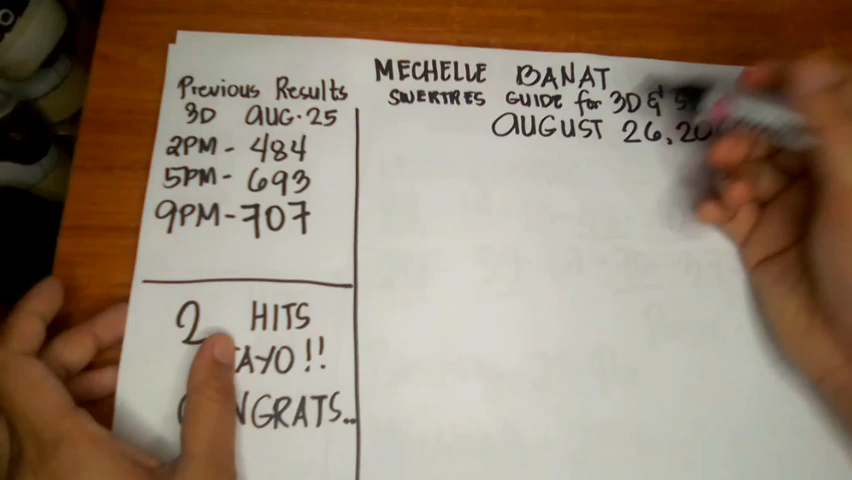 Previous Results
3D AUG. 25
2PM - 484
5PM - 693
9PM - 707
2 HITS
TAYO!!
CONGRATS..
MECHELLE BANAT
SWERTRES GUIDE for 3D &
AUGUST 26, 20